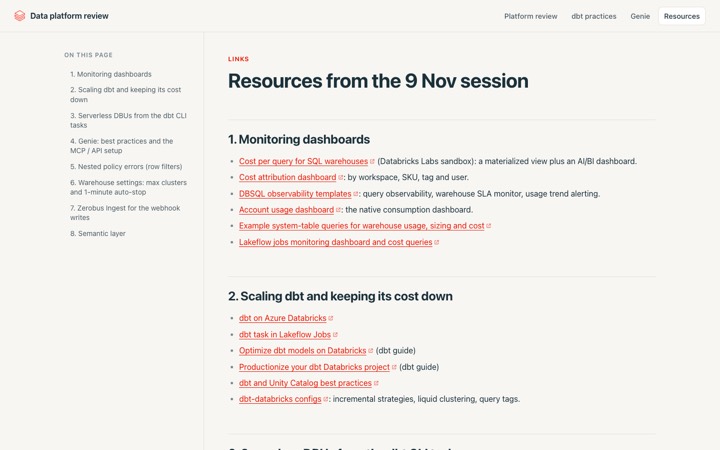 Data platform review
Platform review
dbt practices
Genie
Resources
ON THIS PAGE
1. Monitoring dashboards
2. Scaling dbt and keeping its cost
down
3. Serverless DBUs from the dbt CLI
tasks
4. Genie: best practices and the
MCP / API setup
5. Nested policy errors (row filters)
6. Warehouse settings: max clusters
and 1-minute auto-stop
7. Zerobus Ingest for the webhook
writes
8. Semantic layer
LINKS
Resources from the 9 Nov session
1. Monitoring dashboards
Cost per query for SQL warehouses (Databricks Labs sandbox): a materialized view plus an AI/BI dashboard.
Cost attribution dashboard: by workspace, SKU, tag and user.
DBSQL observability templates: query observability, warehouse SLA monitor, usage trend alerting.
Account usage dashboard: the native consumption dashboard.
Example system-table queries for warehouse usage, sizing and cost
Lakeflow jobs monitoring dashboard and cost queries
2. Scaling dbt and keeping its cost down
dbt on Azure Databricks
dbt task in Lakeflow Jobs
Optimize dbt models on Databricks (dbt guide)
Productionize your dbt Databricks project (dbt guide)
dbt and Unity Catalog best practices
dbt-databricks configs: incremental strategies, liquid clustering, query tags.